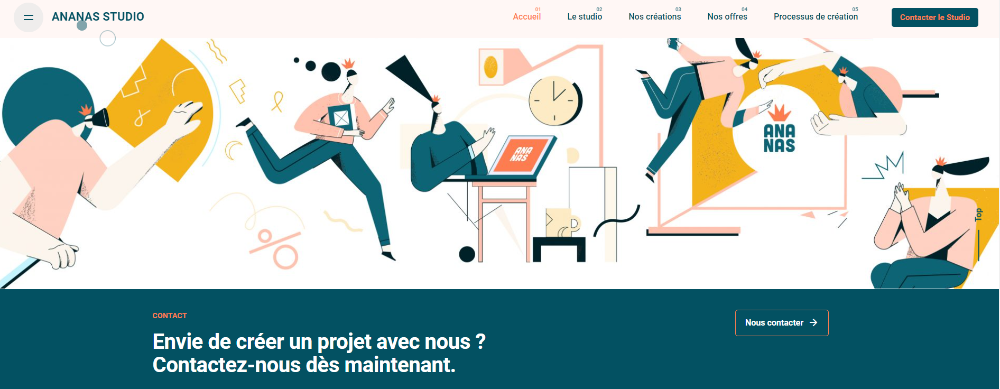 ANANAS STUDIO
01
Accueil
02
Le studio
03
Nos créations
04
Nos offres
05
Processus de création
Contacter le Studio
ANA
NAS
ANA
NAS
Top
CONTACT
Envie de créer un projet avec nous ?
Contactez-nous dès maintenant.
Nous contacter